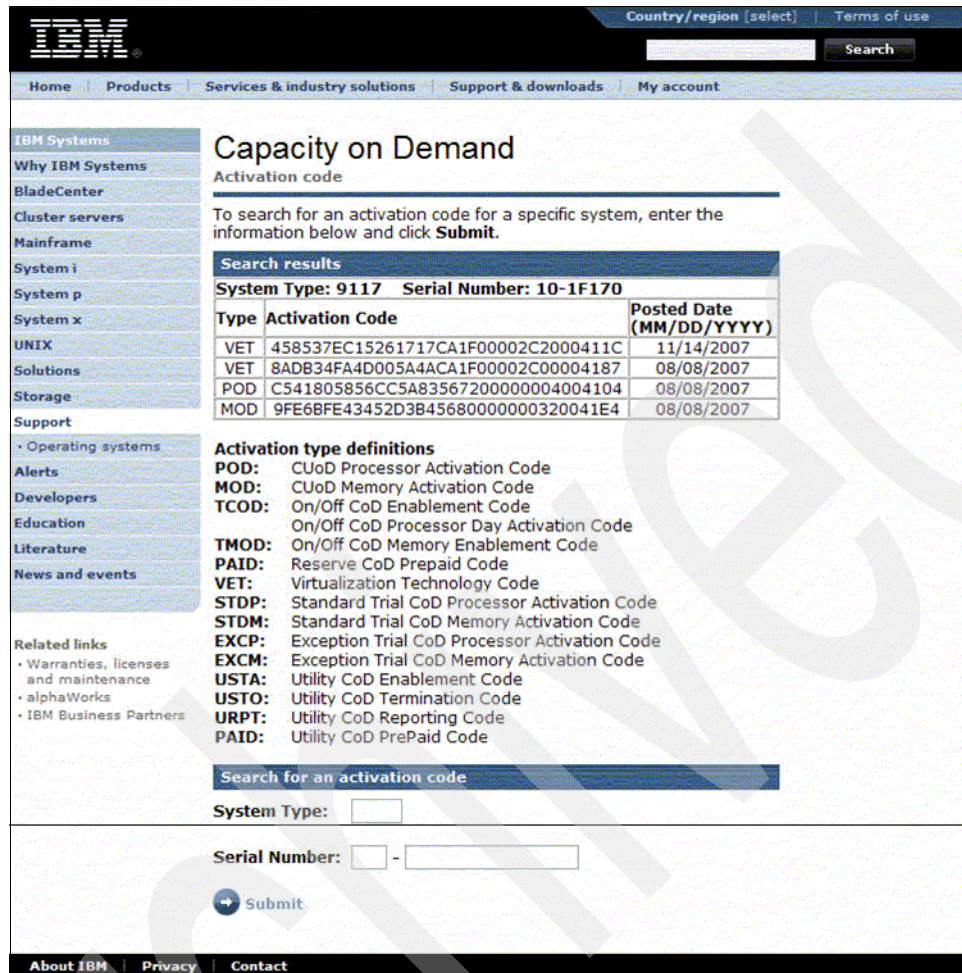 Country/region [select] | Terms of use
IBM®
Search
Home | Products | Services & industry solutions | Support & downloads | My account
IBM Systems
Why IBM Systems
BladeCenter
Cluster servers
Mainframe
System i
System p
System x
UNIX
Solutions
Storage
Support
· Operating systems
Alerts
Developers
Education
Literature
News and events
Related links
· Warranties, licenses
and maintenance
· alphaWorks
· IBM Business Partners
Capacity on Demand
Activation code
To search for an activation code for a specific system, enter the
information below and click Submit.
Search results
System Type: 9117 Serial Number: 10-1F170
Type Activation Code Posted Date (MM/DD/YYYY)
VET 458537EC15261717CA1F00002C2000411C 11/14/2007
VET 8ADB34FA4D005A4ACA1F00002C00004187 08/08/2007
POD C541805856CC5A835672000000004004104 08/08/2007
MOD 9FE6BFE43452D3B45680000000320041E4 08/08/2007
Activation type definitions
POD: CUoD Processor Activation Code
MOD: CUoD Memory Activation Code
TCOD: On/Off CoD Enablement Code
On/Off CoD Processor Day Activation Code
TMOD: On/Off CoD Memory Enablement Code
PAID: Reserve CoD Prepaid Code
VET: Virtualization Technology Code
STDP: Standard Trial CoD Processor Activation Code
STDM: Standard Trial CoD Memory Activation Code
EXCP: Exception Trial CoD Processor Activation Code
EXCM: Exception Trial CoD Memory Activation Code
USTA: Utility CoD Enablement Code
USTO: Utility CoD Termination Code
URPT: Utility CoD Reporting Code
PAID: Utility CoD PrePaid Code
Search for an activation code
System Type:
Serial Number: -
Submit
About IBM | Privacy | Contact